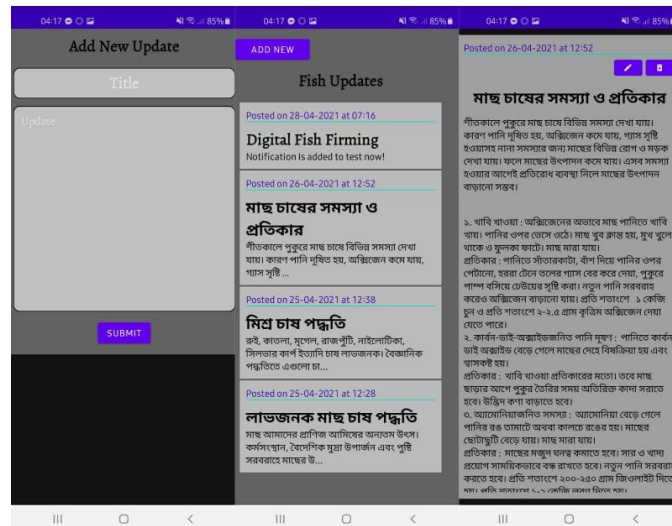 04:17
85%
Add New Update
Title
Update
SUBMIT
04:17
85%
ADD NEW
Fish Updates
Posted on 28-04-2021 at 07:16
Digital Fish Firming
Notification Is added to test now!
Posted on 26-04-2021 at 12:52
মাছ চাষের সমস্যা ও
প্রতিকার
শীতকালে পুকুরে মাছ চাষে বিভিন্ন সমস্যা দেখা
যায়। কারণ পানি দূষিত হয়, অক্সিজেন কমে যায়,
গ্যাস সৃষ্টি ...
Posted on 25-04-2021 at 12:38
মিশ্র চাষ পদ্ধতি
রুই, কাতলা, মৃগেল, রাজপুঁটি, নাইলোটিকা,
সিলভার কার্প ইত্যাদি চাষ লাভজনক। বৈজ্ঞানিক
পদ্ধতিতে এগুলো চা...
Posted on 25-04-2021 at 12:28
লাভজনক মাছ চাষ পদ্ধতি
মাছ আমাদের প্রাণিজ আমিষের অন্যতম উৎস।
কর্মসংস্থান, বৈদেশিক মুদ্রা উপার্জন এবং পুষ্টি
সরবরাহে মাছের উ...
04:17
85%
Posted on 26-04-2021 at 12:52
মাছ চাষের সমস্যা ও প্রতিকার
শীতকালে পুকুরে মাছ চাষে বিভিন্ন সমস্যা দেখা যায়।
কারণ পানি দূষিত হয়, অক্সিজেন কমে যায়, গ্যাস সৃষ্টি
হওয়াসহ নানা সমস্যার জন্য মাছের বিভিন্ন রোগ ও মড়ক
দেখা যায়। ফলে মাছের উৎপাদন কমে যায়। এসব সমস্যা
হওয়ার আগেই প্রতিরোধ ব্যবস্থা নিলে মাছের উৎপাদন
বাড়ানো সম্ভব।
১. খাবি খাওয়া : অক্সিজেনের অভাবে মাছ পানিতে খাবি
খায়। পানির ওপর ভেসে ওঠে। মাছ খুব ক্লান্ত হয়, মুখ খুলে
থাকে ও ফুলকা ফাটে। মাছ মারা যায়।
প্রতিকার : পানিতে সাঁতারকাটা, বাঁশ দিয়ে পানির ওপর
পেটানো, হররা টেনে তলের গ্যাস বের করে দেয়া, পুকুরে
পাম্প বসিয়ে ঢেউয়ের সৃষ্টি করা। নতুন পানি সরবরাহ
করেও অক্সিজেন বাড়ানো যায়। প্রতি শতাংশে ১ কেজি
চুন ও প্রতি শতাংশে ২-২.৫ গ্রাম কৃত্রিম অক্সিজেন দেয়া
যেতে পারে।
২. কার্বন-ডাই-অক্সাইডজনিত পানি দূষণ : পানিতে কার্বন
ডাই অক্সাইড বেড়ে গেলে মাছের দেহে বিষক্রিয়া হয় এবং
শ্বাসকষ্ট হয়।
প্রতিকার : খাবি খাওয়া প্রতিকারের মতো। তবে মাছ
ছাড়ার আগে পুকুর তৈরির সময় অতিরিক্ত কাদা সরাতে
হবে। উদ্ভিদ কণা বাড়াতে হবে।
৩. অ্যামোনিয়াজনিত সমস্যা : অ্যামোনিয়া বেড়ে গেলে
পানির রঙ তামাটে অথবা কালচে রঙের হয়। মাছের
ছোটাছুটি বেড়ে যায়। মাছ মারা যায়।
প্রতিকার : মাছের মজুদ ঘনত্ব কমাতে হবে। সার ও খাদ্য
প্রয়োগ সাময়িকভাবে বন্ধ রাখতে হবে। নতুন পানি সরবরাহ
করতে হবে। প্রতি শতাংশে ২০০-২৫০ গ্রাম জিওলাইট দিতে